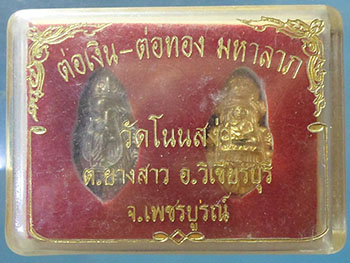 ต่อเงิน-ต่อทอง มหาลาภ
วัดโนนสง่า
ต.ยางสาว อ.วิเชียรบุรี
จ.เพชรบูรณ์